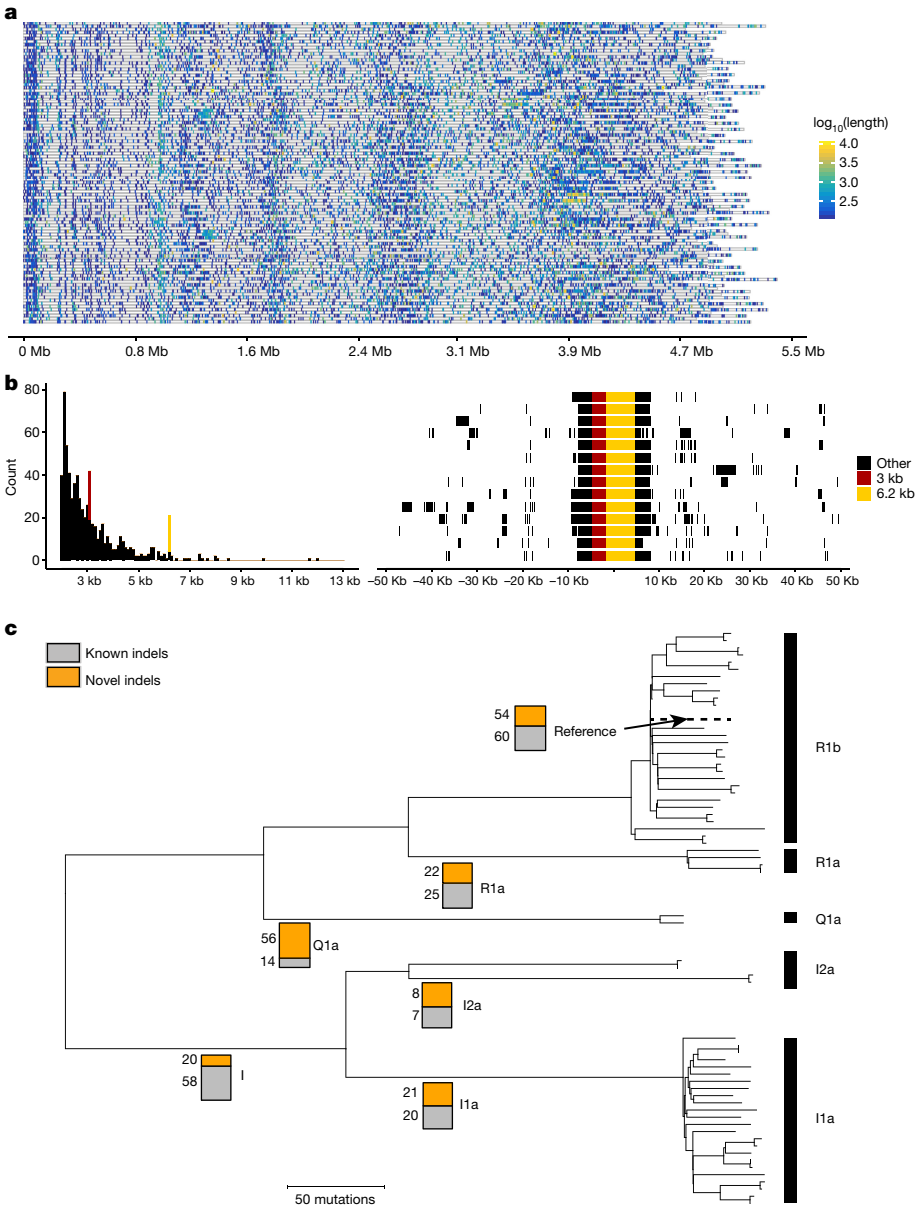 a
log10(length)
4.0
3.5
3.0
2.5
0 Mb 0.8 Mb 1.6 Mb 2.4 Mb 3.1 Mb 3.9 Mb 4.7 Mb 5.5 Mb
b
Count
80
60
40
20
0
3 kb 5 kb 7 kb 9 kb 11 kb 13 kb
−50 Kb −40 Kb −30 Kb −20 Kb −10 Kb 10 Kb 20 Kb 30 Kb 40 Kb 50 Kb
Other
3 kb
6.2 kb
c
Known indels
Novel indels
54
60
Reference
R1b
22
25
R1a
R1a
56
14
Q1a
Q1a
8
7
I2a
I2a
20
58
I
21
20
I1a
I1a
50 mutations